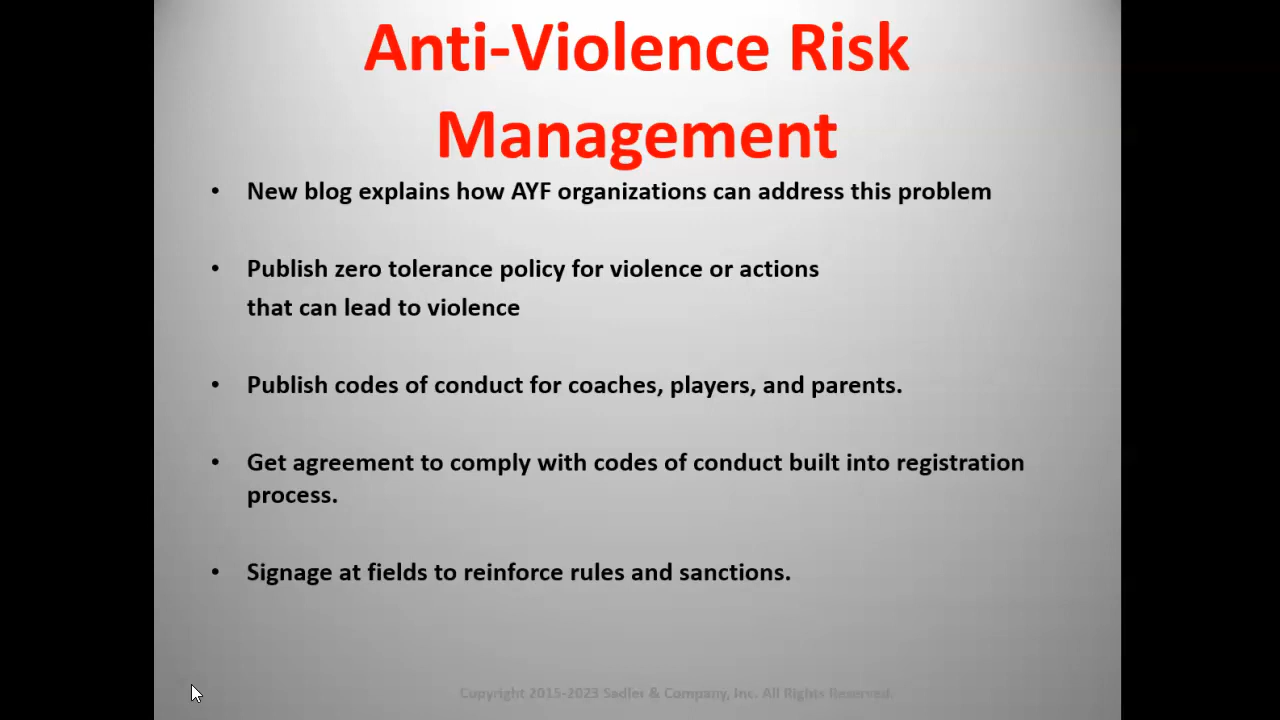 Anti-Violence Risk
Management
• New blog explains how AYF organizations can address this problem
• Publish zero tolerance policy for violence or actions
that can lead to violence
• Publish codes of conduct for coaches, players, and parents.
• Get agreement to comply with codes of conduct built into registration
process.
• Signage at fields to reinforce rules and sanctions.
Copyright 2015-2023 Sadler & Company, Inc. All Rights Reserved.